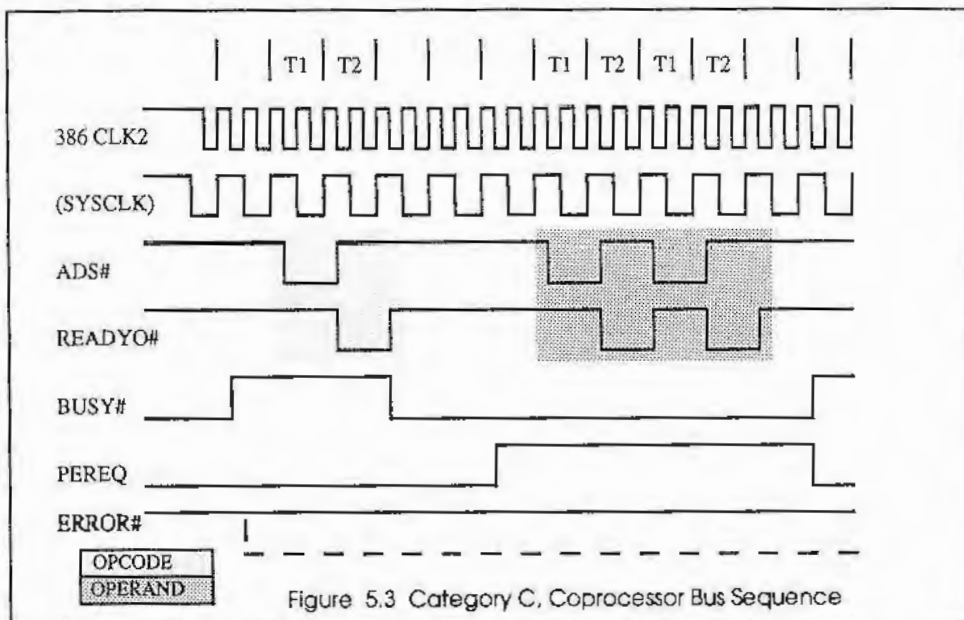 T1 T2 T1 T2 T1 T2
386 CLK2
(SYSCLK)
ADS#
READYO#
BUSY#
PEREQ
ERROR#
OPCODE
OPERAND
Figure 5.3 Category C, Coprocessor Bus Sequence